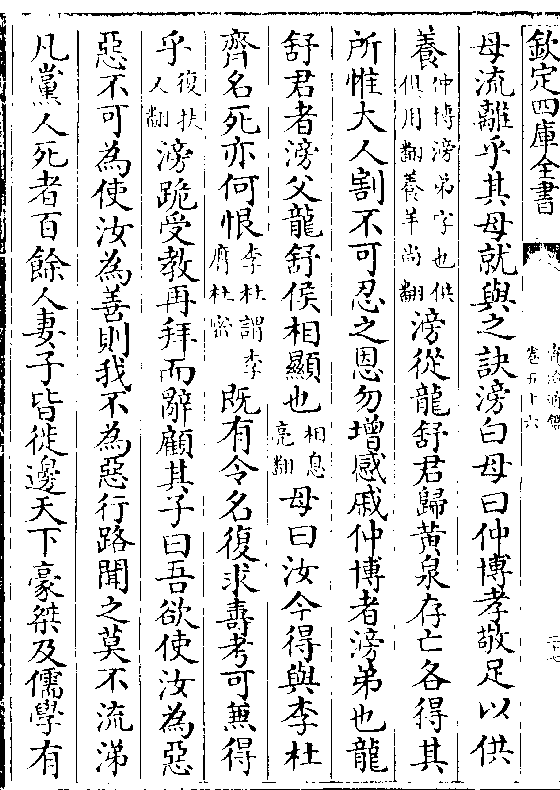 欽定四庫全書
資治通鑑
卷五十六
母流離乎其母就與之訣滂白母曰仲博孝敬足以供
養仲博滂弟字也供俱用翻養羊尚翻滂從龍舒君歸黃泉存亡各得其
所惟大人割不可忍之恩勿增感戚仲博者滂弟也龍
舒君者滂父龍舒侯相顯也相息亮翻母曰汝今得與李杜
齊名死亦何恨李杜謂李膺杜密既有令名復求壽考可兼得
乎復扶又翻滂跪受教再拜而辭顧其子曰吾欲使汝為惡
惡不可為使汝為善則我不為惡行路聞之莫不流涕
凡黨人死者百餘人妻子皆徙邊天下豪桀及儒學有